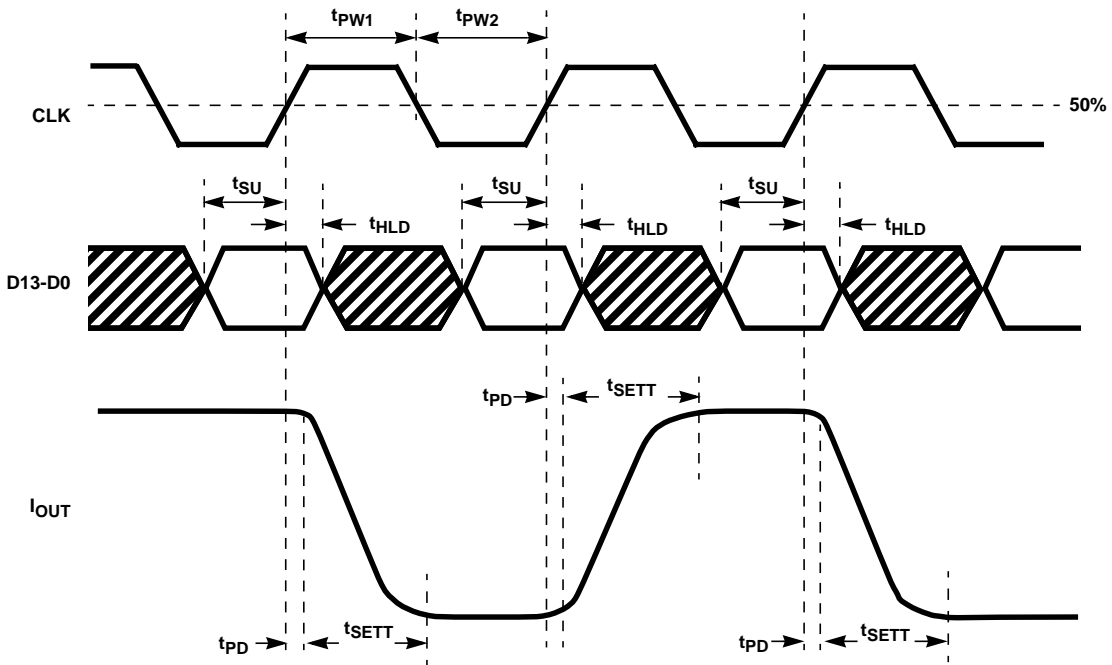 tPW1 tPW2
CLK
50%
tSU tSU tSU
tHLD tHLD tHLD
D13-D0
tPD tSETT
IOUT
tPD tSETT tPD tSETT